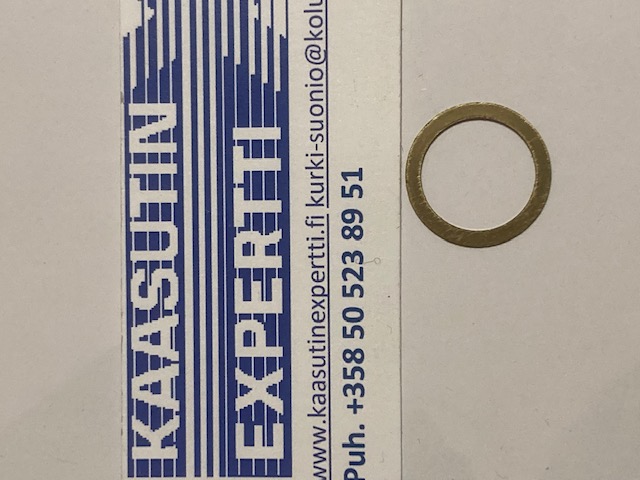 KAASUTIN
EXPERTTI
www.kaasutinexpertti.fi kurki-suonio@kolu
Puh. +358 50 523 89 51